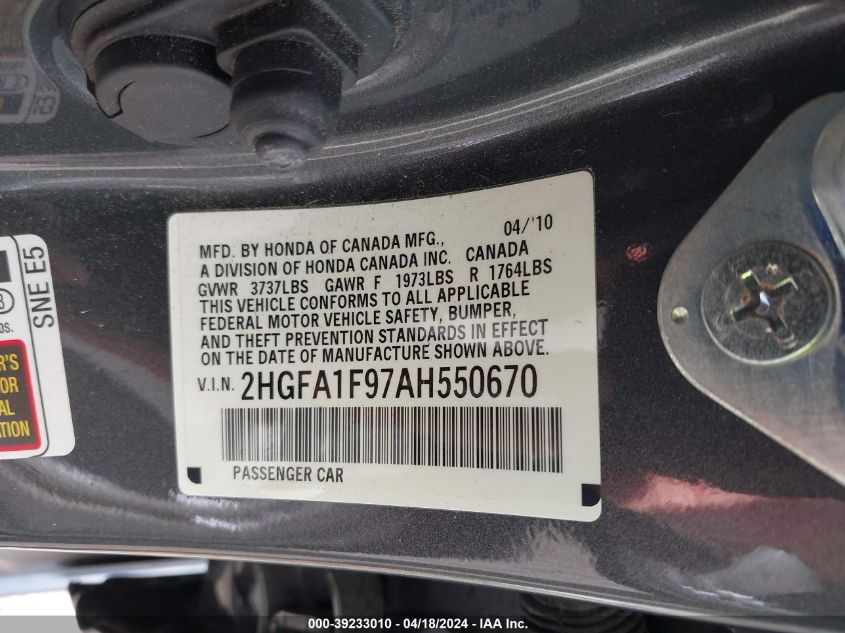 04/'10
MFD. BY HONDA OF CANADA MFG.,
A DIVISION OF HONDA CANADA INC. CANADA
GVWR 3737LBS GAWR F 1973LBS R 1764LBS
THIS VEHICLE CONFORMS TO ALL APPLICABLE
FEDERAL MOTOR VEHICLE SAFETY, BUMPER,
AND THEFT PREVENTION STANDARDS IN EFFECT
ON THE DATE OF MANUFACTURE SHOWN ABOVE.
V.I.N. 2HGFA1F97AH550670
PASSENGER CAR
SNE E5
000-39233010 - 04/18/2024 - IAA Inc.